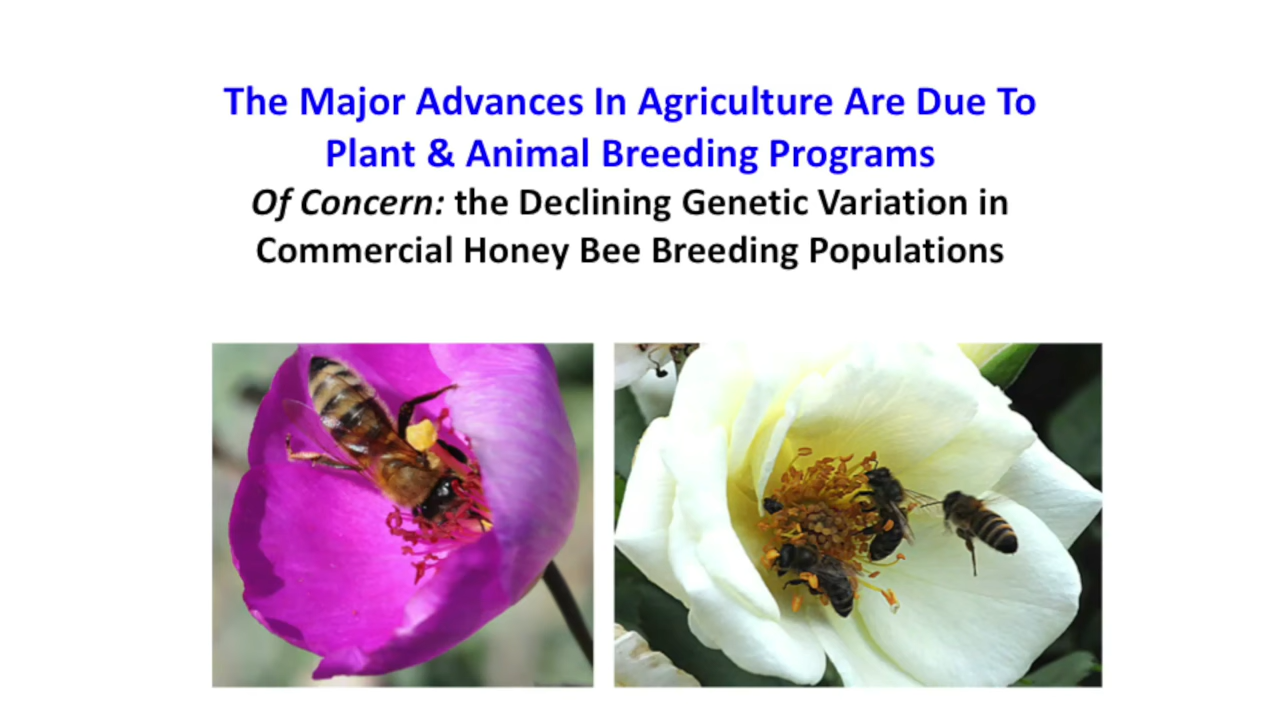 The Major Advances In Agriculture Are Due To
Plant & Animal Breeding Programs
Of Concern: the Declining Genetic Variation in
Commercial Honey Bee Breeding Populations